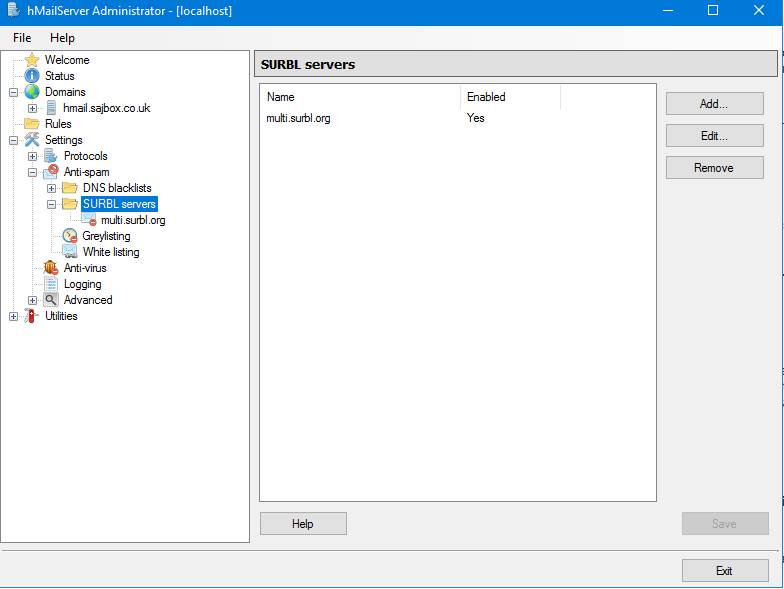 hMailServer Administrator - [localhost]
File Help
Welcome
Status
Domains
hmail.sajbox.co.uk
Rules
Settings
Protocols
Anti-spam
DNS blacklists
SURBL servers
multi.surbl.org
Greylisting
White listing
Anti-virus
Logging
Advanced
Utilities
SURBL servers
Name Enabled
multi.surbl.org Yes
Add...
Edit...
Remove
Help
Save
Exit